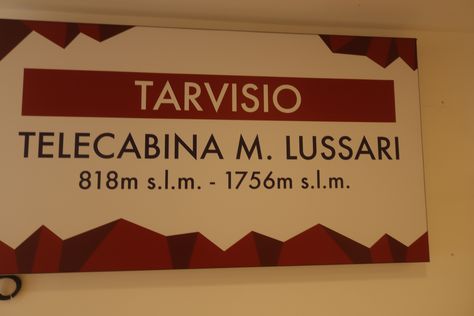 TARVISIO
TELECABINA M. LUSSARI
818m s.l.m. - 1756m s.l.m.